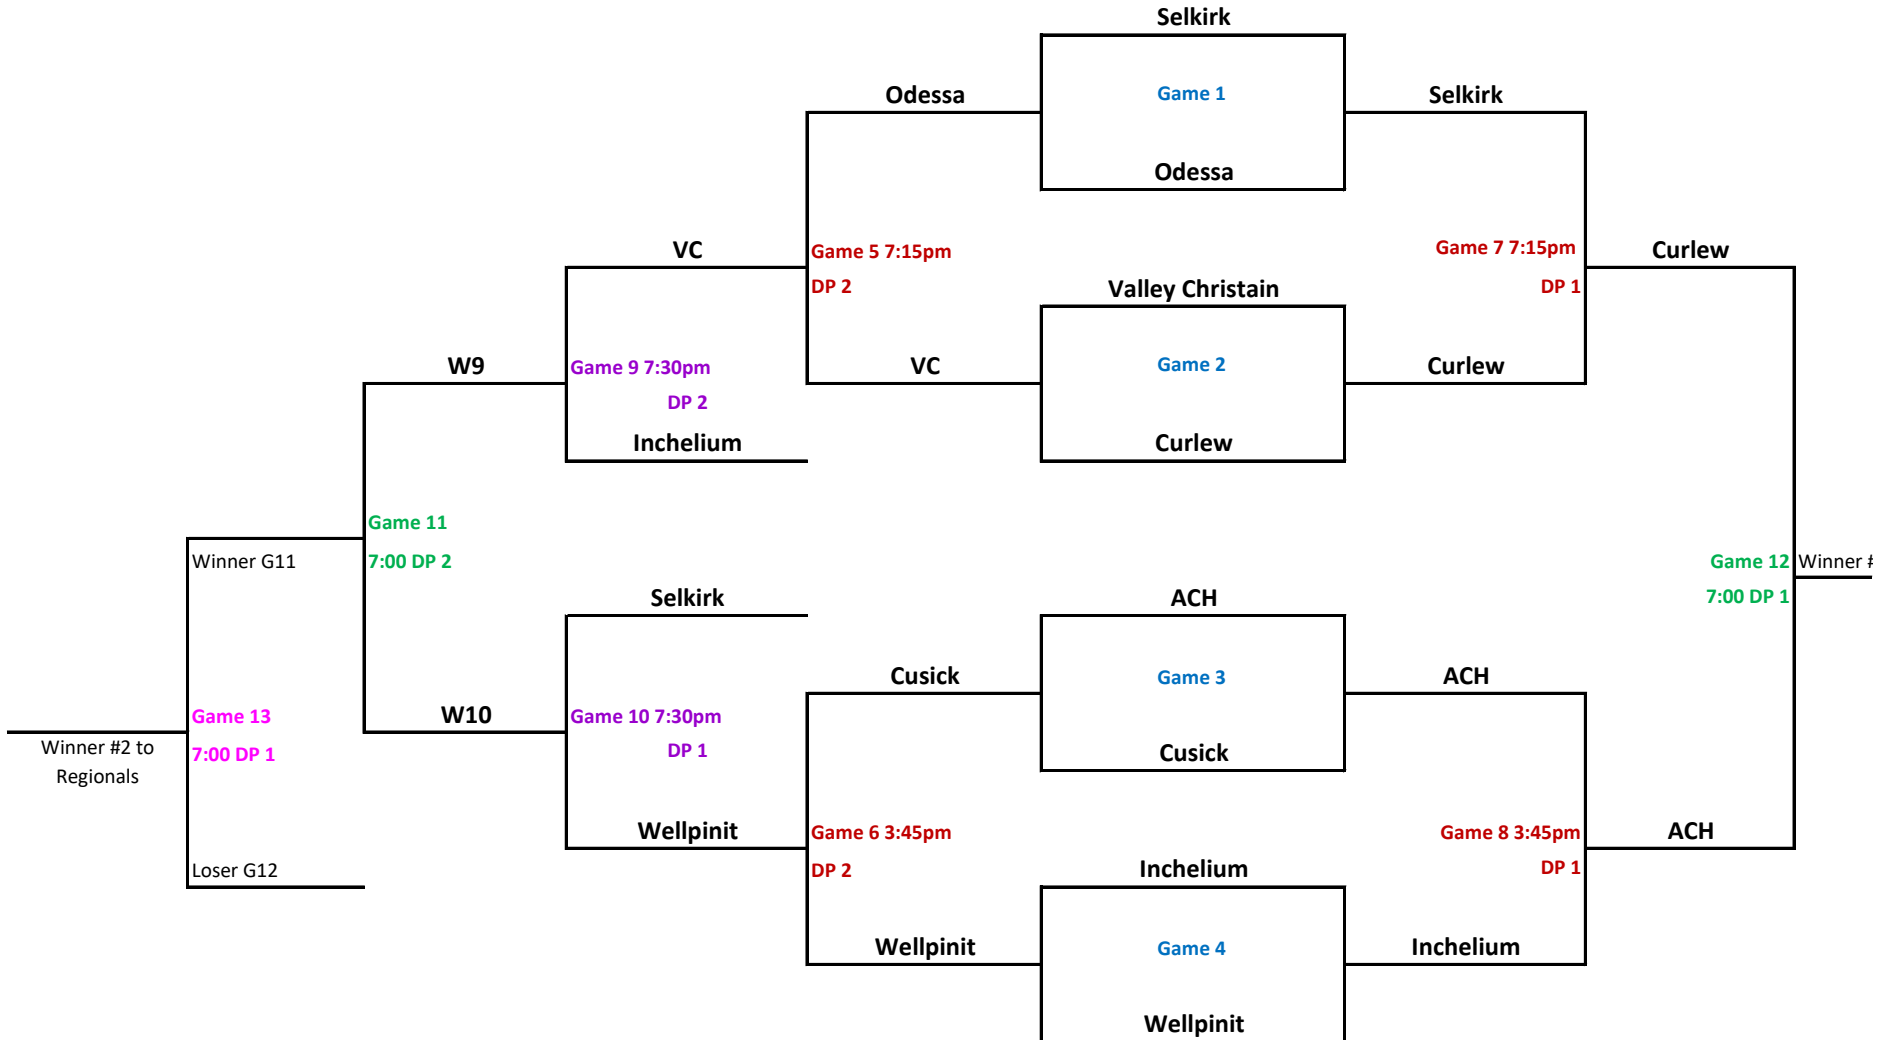 Selkirk
Odessa
Game 1
Selkirk
Odessa
VC
Game 5 7:15pm
Game 7 7:15pm
Curlew
DP 2
Valley Christain
DP 1
W9
Game 9 7:30pm
VC
Game 2
Curlew
DP 2
Inchelium
Curlew
Game 11
Winner G11
7:00 DP 2
Game 12
Winner #
Selkirk
ACH
7:00 DP 1
Cusick
Game 3
ACH
Game 13
W10
Game 10 7:30pm
Winner #2 to
Regionals
7:00 DP 1
DP 1
Cusick
Wellpinit
Game 6 3:45pm
Game 8 3:45pm
ACH
Loser G12
DP 2
Inchelium
DP 1
Wellpinit
Game 4
Inchelium
Wellpinit